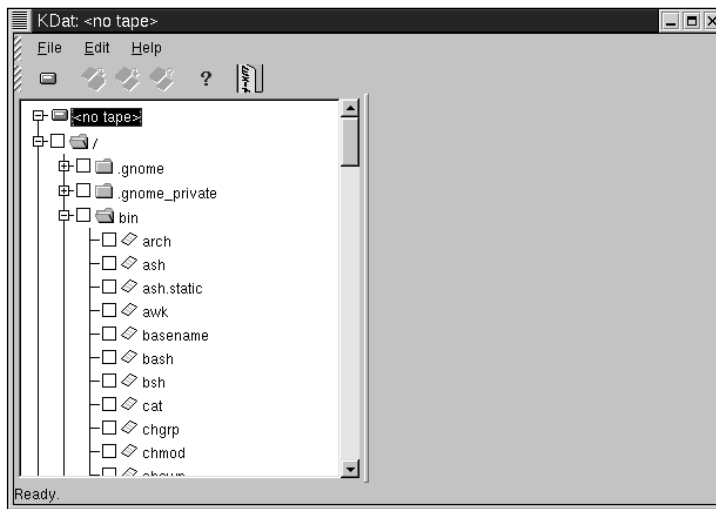 KDat: <no tape>
File Edit Help
?
<no tape>
/
.gnome
.gnome_private
bin
arch
ash
ash.static
awk
basename
bash
bsh
cat
chgrp
chmod
Ready.